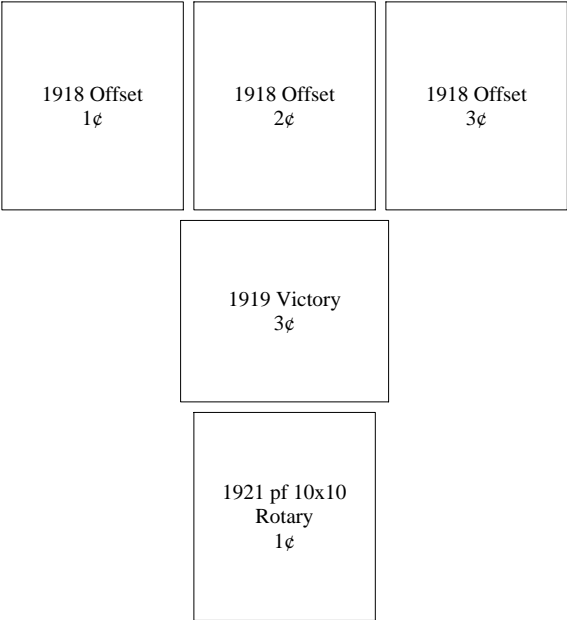 1918 Offset
1¢
1918 Offset
2¢
1918 Offset
3¢
1919 Victory
3¢
1921 pf 10x10
Rotary
1¢